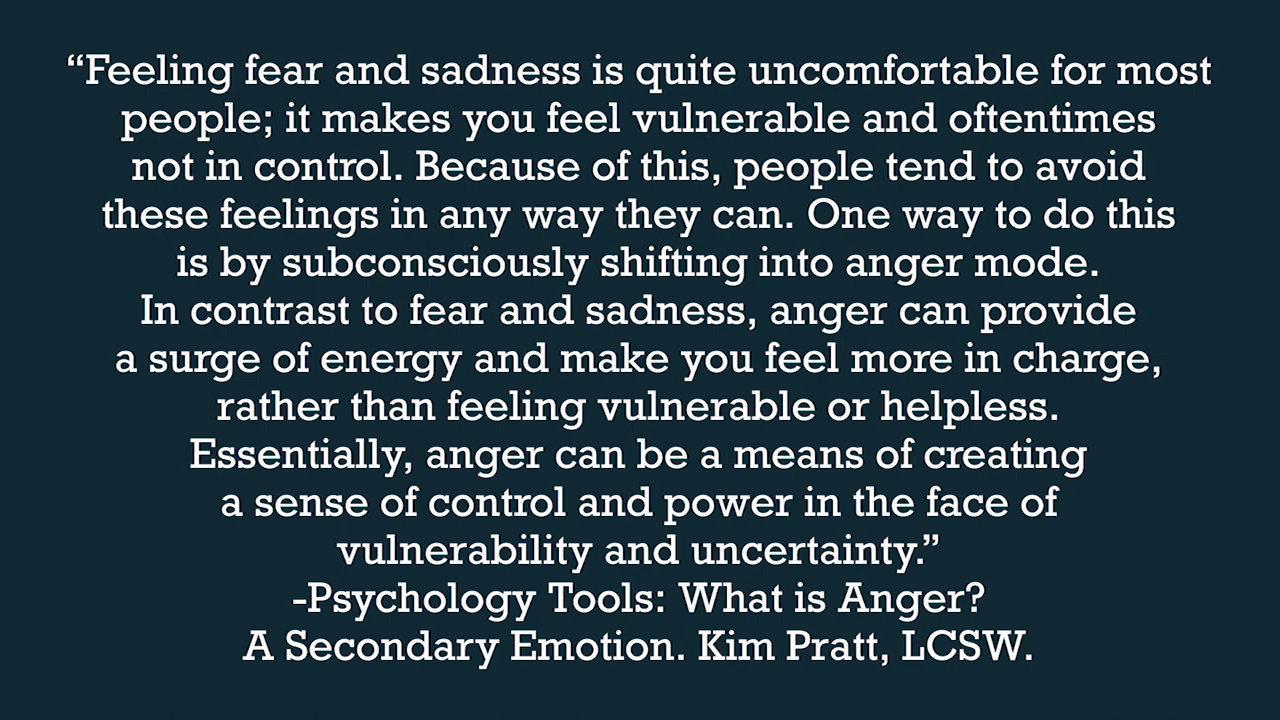 “Feeling fear and sadness is quite uncomfortable for most
people; it makes you feel vulnerable and oftentimes
not in control. Because of this, people tend to avoid
these feelings in any way they can. One way to do this
is by subconsciously shifting into anger mode.
In contrast to fear and sadness, anger can provide
a surge of energy and make you feel more in charge,
rather than feeling vulnerable or helpless.
Essentially, anger can be a means of creating
a sense of control and power in the face of
vulnerability and uncertainty.”
-Psychology Tools: What is Anger?
A Secondary Emotion. Kim Pratt, LCSW.